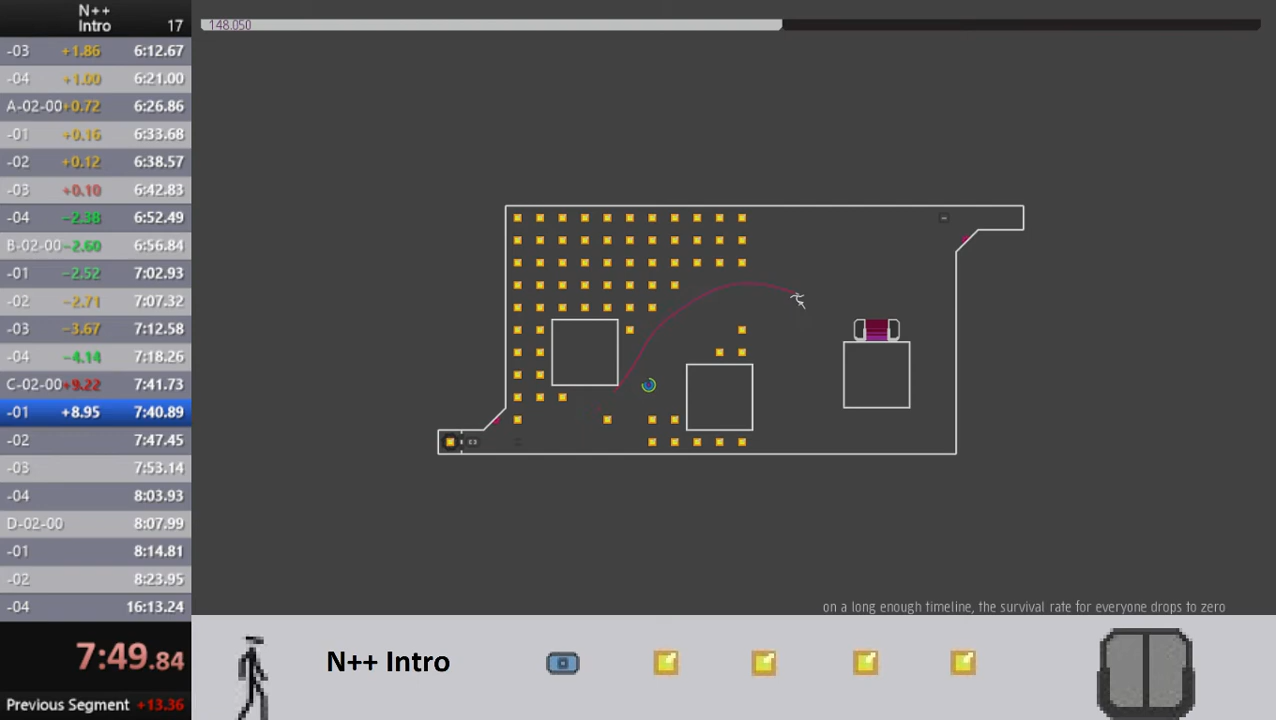 N++
Intro 17
148.050
-03 +1.86 6:12.67
-04 +1.00 6:21.00
A-02-00 +0.72 6:26.86
-01 +0.16 6:33.68
-02 +0.12 6:38.57
-03 +0.10 6:42.83
-04 −2.38 6:52.49
B-02-00 −2.60 6:56.84
-01 −2.52 7:02.93
-02 −2.71 7:07.32
-03 −3.67 7:12.58
-04 −4.14 7:18.26
C-02-00 +9.22 7:41.73
-01 +8.95 7:40.89
-02 7:47.45
-03 7:53.14
-04 8:03.93
D-02-00 8:07.99
-01 8:14.81
-02 8:23.95
-04 16:13.24
on a long enough timeline, the survival rate for everyone drops to zero
7:49.84
N++ Intro
Previous Segment +13.36